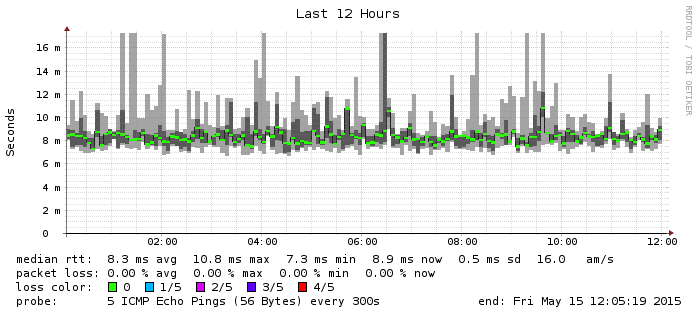 Last 12 Hours
RRDTOOL / TOBI OETIKER
Seconds
16 m
14 m
12 m
10 m
8 m
6 m
4 m
2 m
0
02:00 04:00 06:00 08:00 10:00 12:00
median rtt: 8.3 ms avg 10.8 ms max 7.3 ms min 8.9 ms now 0.5 ms sd 16.0 am/s
packet loss: 0.00 % avg 0.00 % max 0.00 % min 0.00 % now
loss color: 0 1/5 2/5 3/5 4/5
probe: 5 ICMP Echo Pings (56 Bytes) every 300s end: Fri May 15 12:05:19 2015